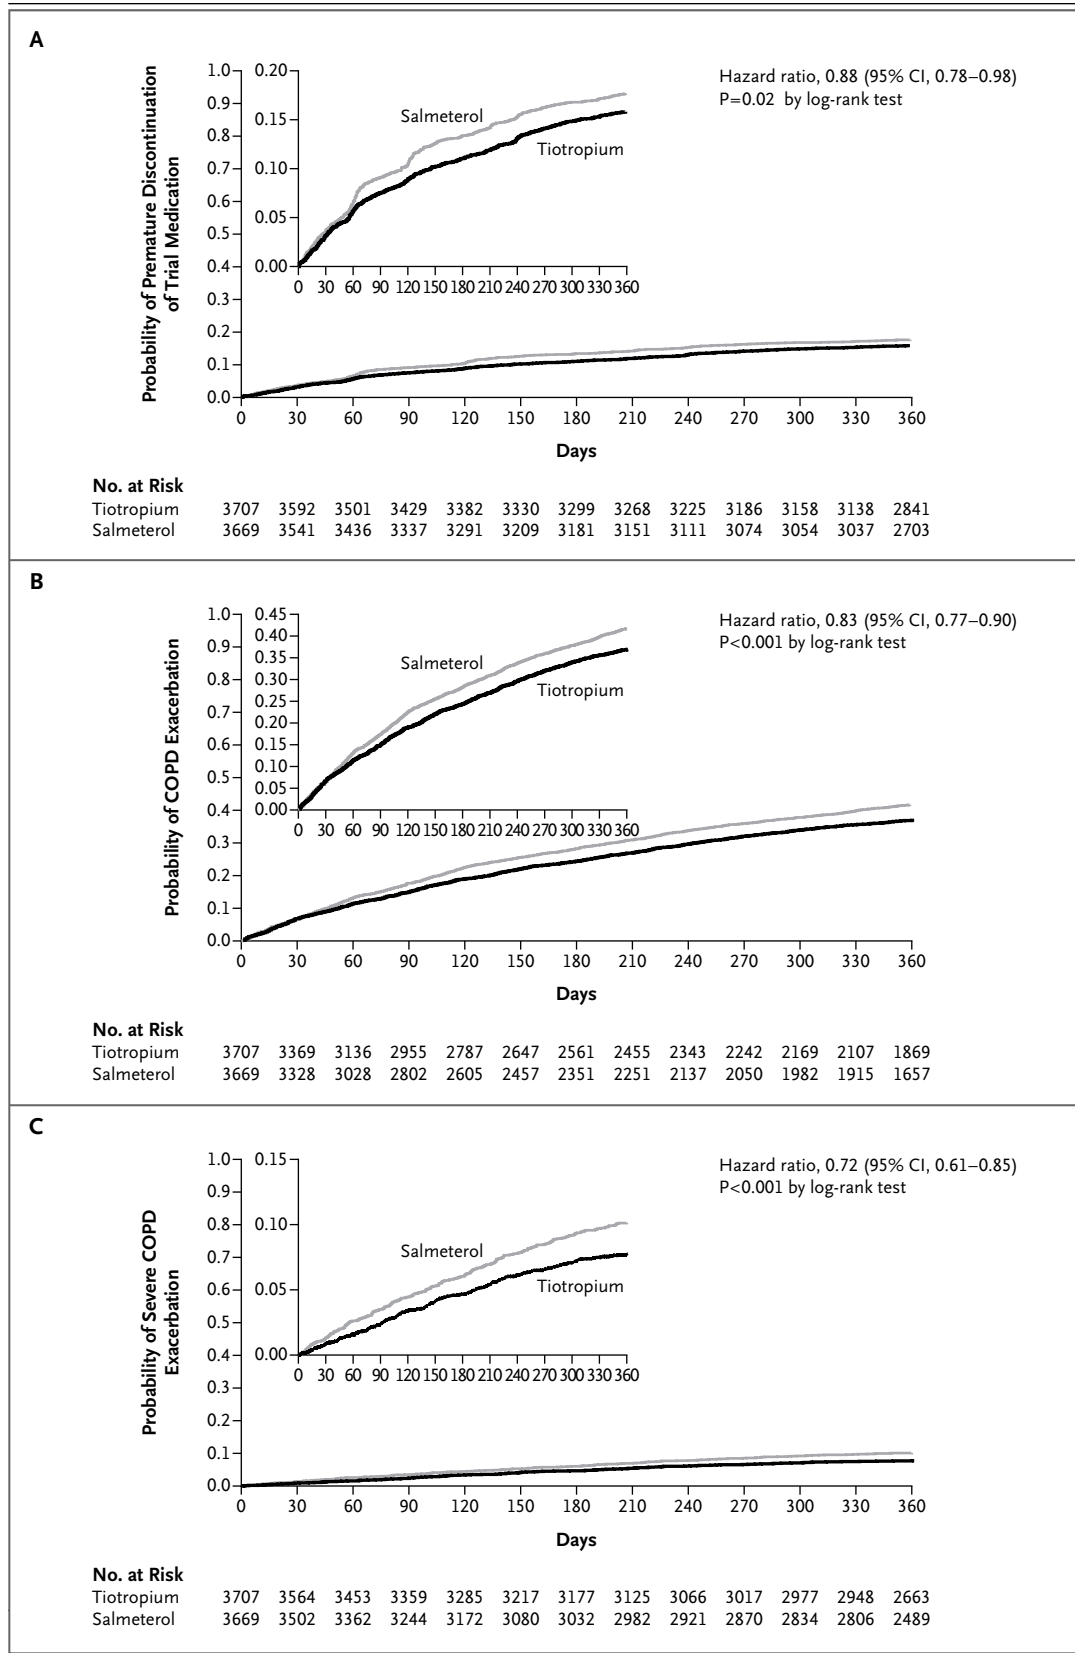 A
Hazard ratio, 0.88 (95% CI, 0.78–0.98)
P=0.02 by log-rank test
Probability of Premature Discontinuation
of Trial Medication
1.0
0.9
0.8
0.7
0.6
0.5
0.4
0.3
0.2
0.1
0.0
0.20
0.15
0.10
0.05
0.00
Salmeterol
Tiotropium
0 30 60 90 120 150 180 210 240 270 300 330 360
0 30 60 90 120 150 180 210 240 270 300 330 360
Days
No. at Risk
Tiotropium 3707 3592 3501 3429 3382 3330 3299 3268 3225 3186 3158 3138 2841
Salmeterol 3669 3541 3436 3337 3291 3209 3181 3151 3111 3074 3054 3037 2703
B
Hazard ratio, 0.83 (95% CI, 0.77–0.90)
P<0.001 by log-rank test
Probability of COPD Exacerbation
1.0
0.9
0.8
0.7
0.6
0.5
0.4
0.3
0.2
0.1
0.0
0.45
0.40
0.35
0.30
0.25
0.20
0.15
0.10
0.05
0.00
Salmeterol
Tiotropium
0 30 60 90 120 150 180 210 240 270 300 330 360
0 30 60 90 120 150 180 210 240 270 300 330 360
Days
No. at Risk
Tiotropium 3707 3369 3136 2955 2787 2647 2561 2455 2343 2242 2169 2107 1869
Salmeterol 3669 3328 3028 2802 2605 2457 2351 2251 2137 2050 1982 1915 1657
C
Hazard ratio, 0.72 (95% CI, 0.61–0.85)
P<0.001 by log-rank test
Probability of Severe COPD
Exacerbation
1.0
0.9
0.8
0.7
0.6
0.5
0.4
0.3
0.2
0.1
0.0
0.15
0.10
0.05
0.00
Salmeterol
Tiotropium
0 30 60 90 120 150 180 210 240 270 300 330 360
0 30 60 90 120 150 180 210 240 270 300 330 360
Days
No. at Risk
Tiotropium 3707 3564 3453 3359 3285 3217 3177 3125 3066 3017 2977 2948 2663
Salmeterol 3669 3502 3362 3244 3172 3080 3032 2982 2921 2870 2834 2806 2489